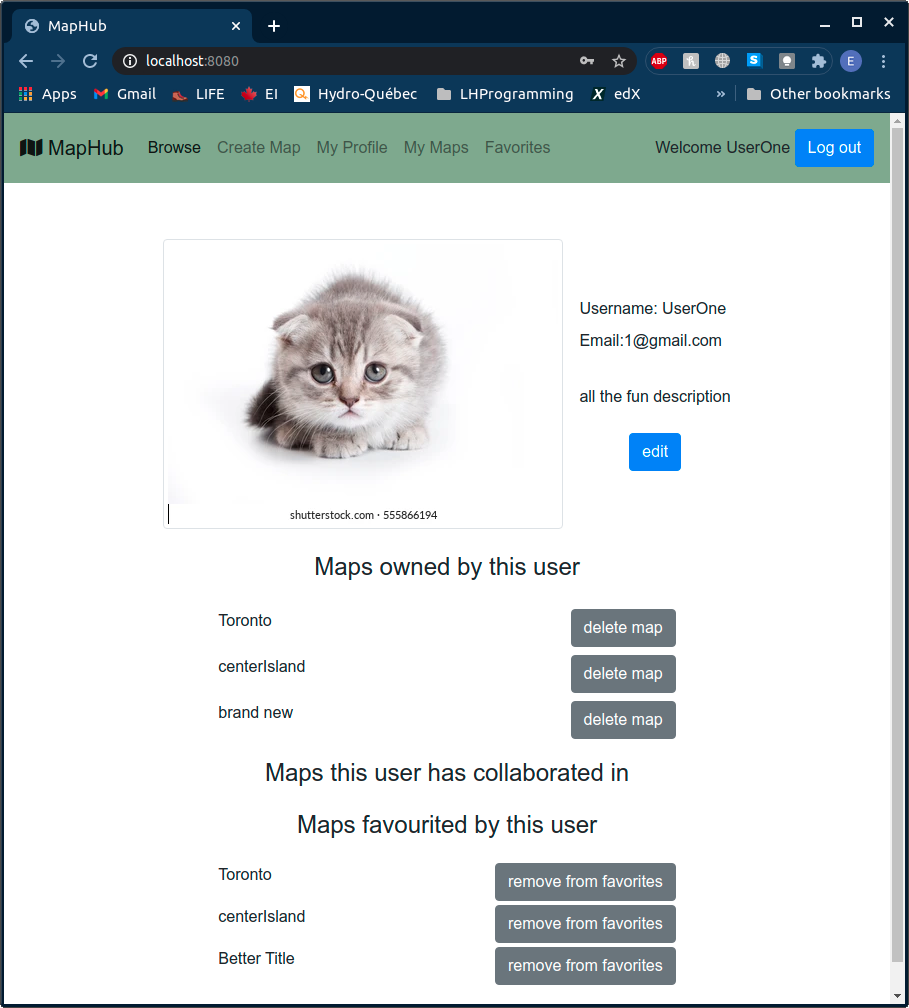 MapHub
localhost:8080
ABP
S
E
Apps Gmail LIFE EI Hydro-Québec LHProgramming X edX » Other bookmarks
MapHub Browse Create Map My Profile My Maps Favorites Welcome UserOne Log out
Username: UserOne
Email:1@gmail.com
all the fun description
edit
shutterstock.com · 555866194
Maps owned by this user
Toronto delete map
centerIsland delete map
brand new delete map
Maps this user has collaborated in
Maps favourited by this user
Toronto remove from favorites
centerIsland remove from favorites
Better Title remove from favorites